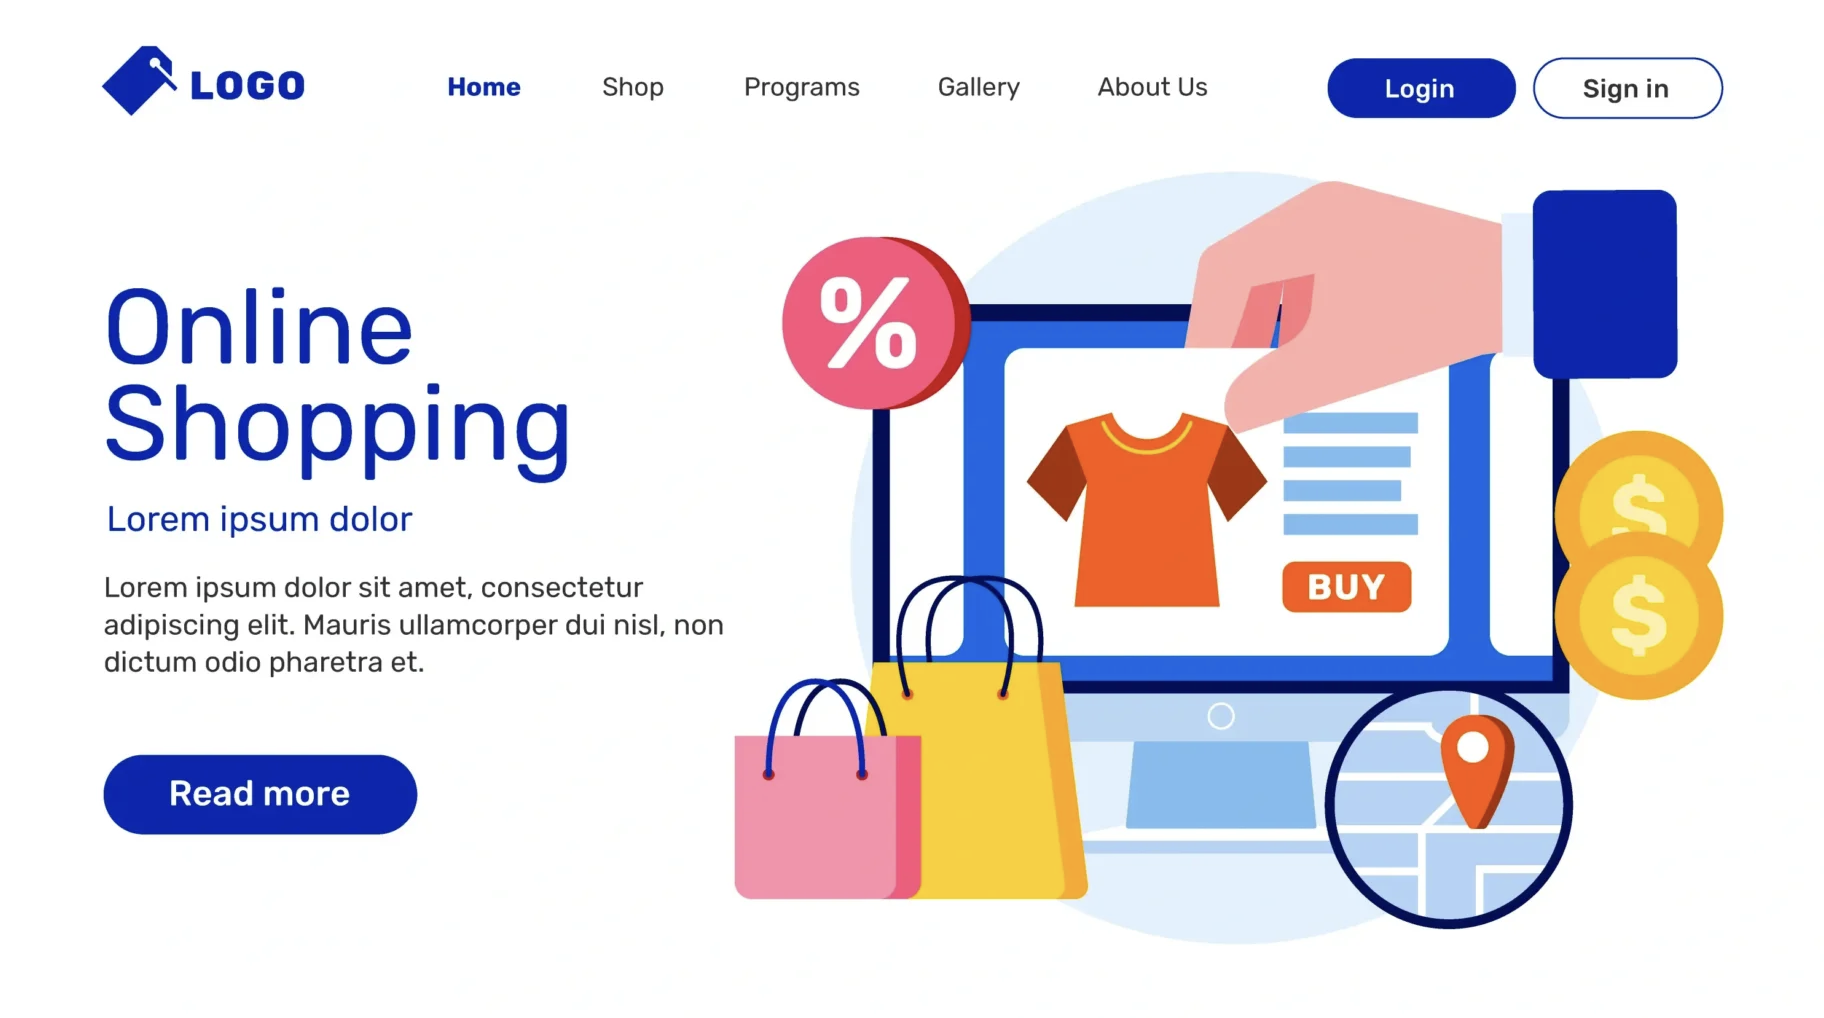 LOGO
Home
Shop
Programs
Gallery
About Us
Login
Sign in
Online
Shopping
Lorem ipsum dolor
Lorem ipsum dolor sit amet, consectetur
adipiscing elit. Mauris ullamcorper dui nisl, non
dictum odio pharetra et.
Read more
%
BUY
$
$